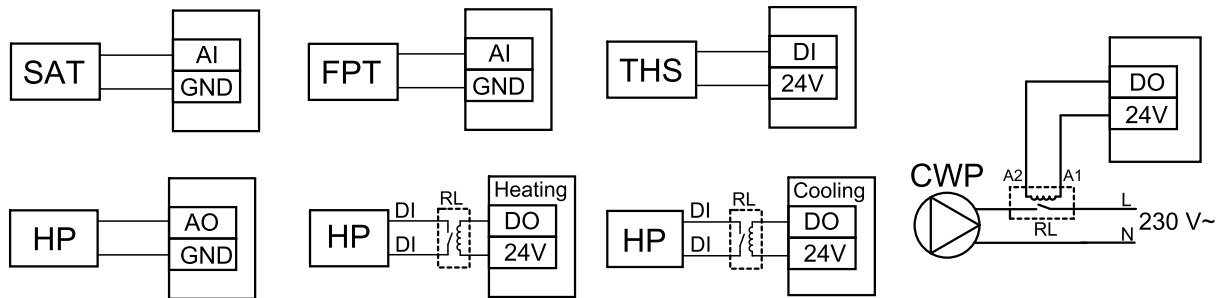 SAT
AI
GND
FPT
AI
GND
THS
DI
24V
DO
24V
CWP
A2
A1
L
230 V~
RL
N
HP
AO
GND
Heating
RL
DI
DO
HP
DI
24V
Cooling
RL
DI
DO
HP
DI
24V